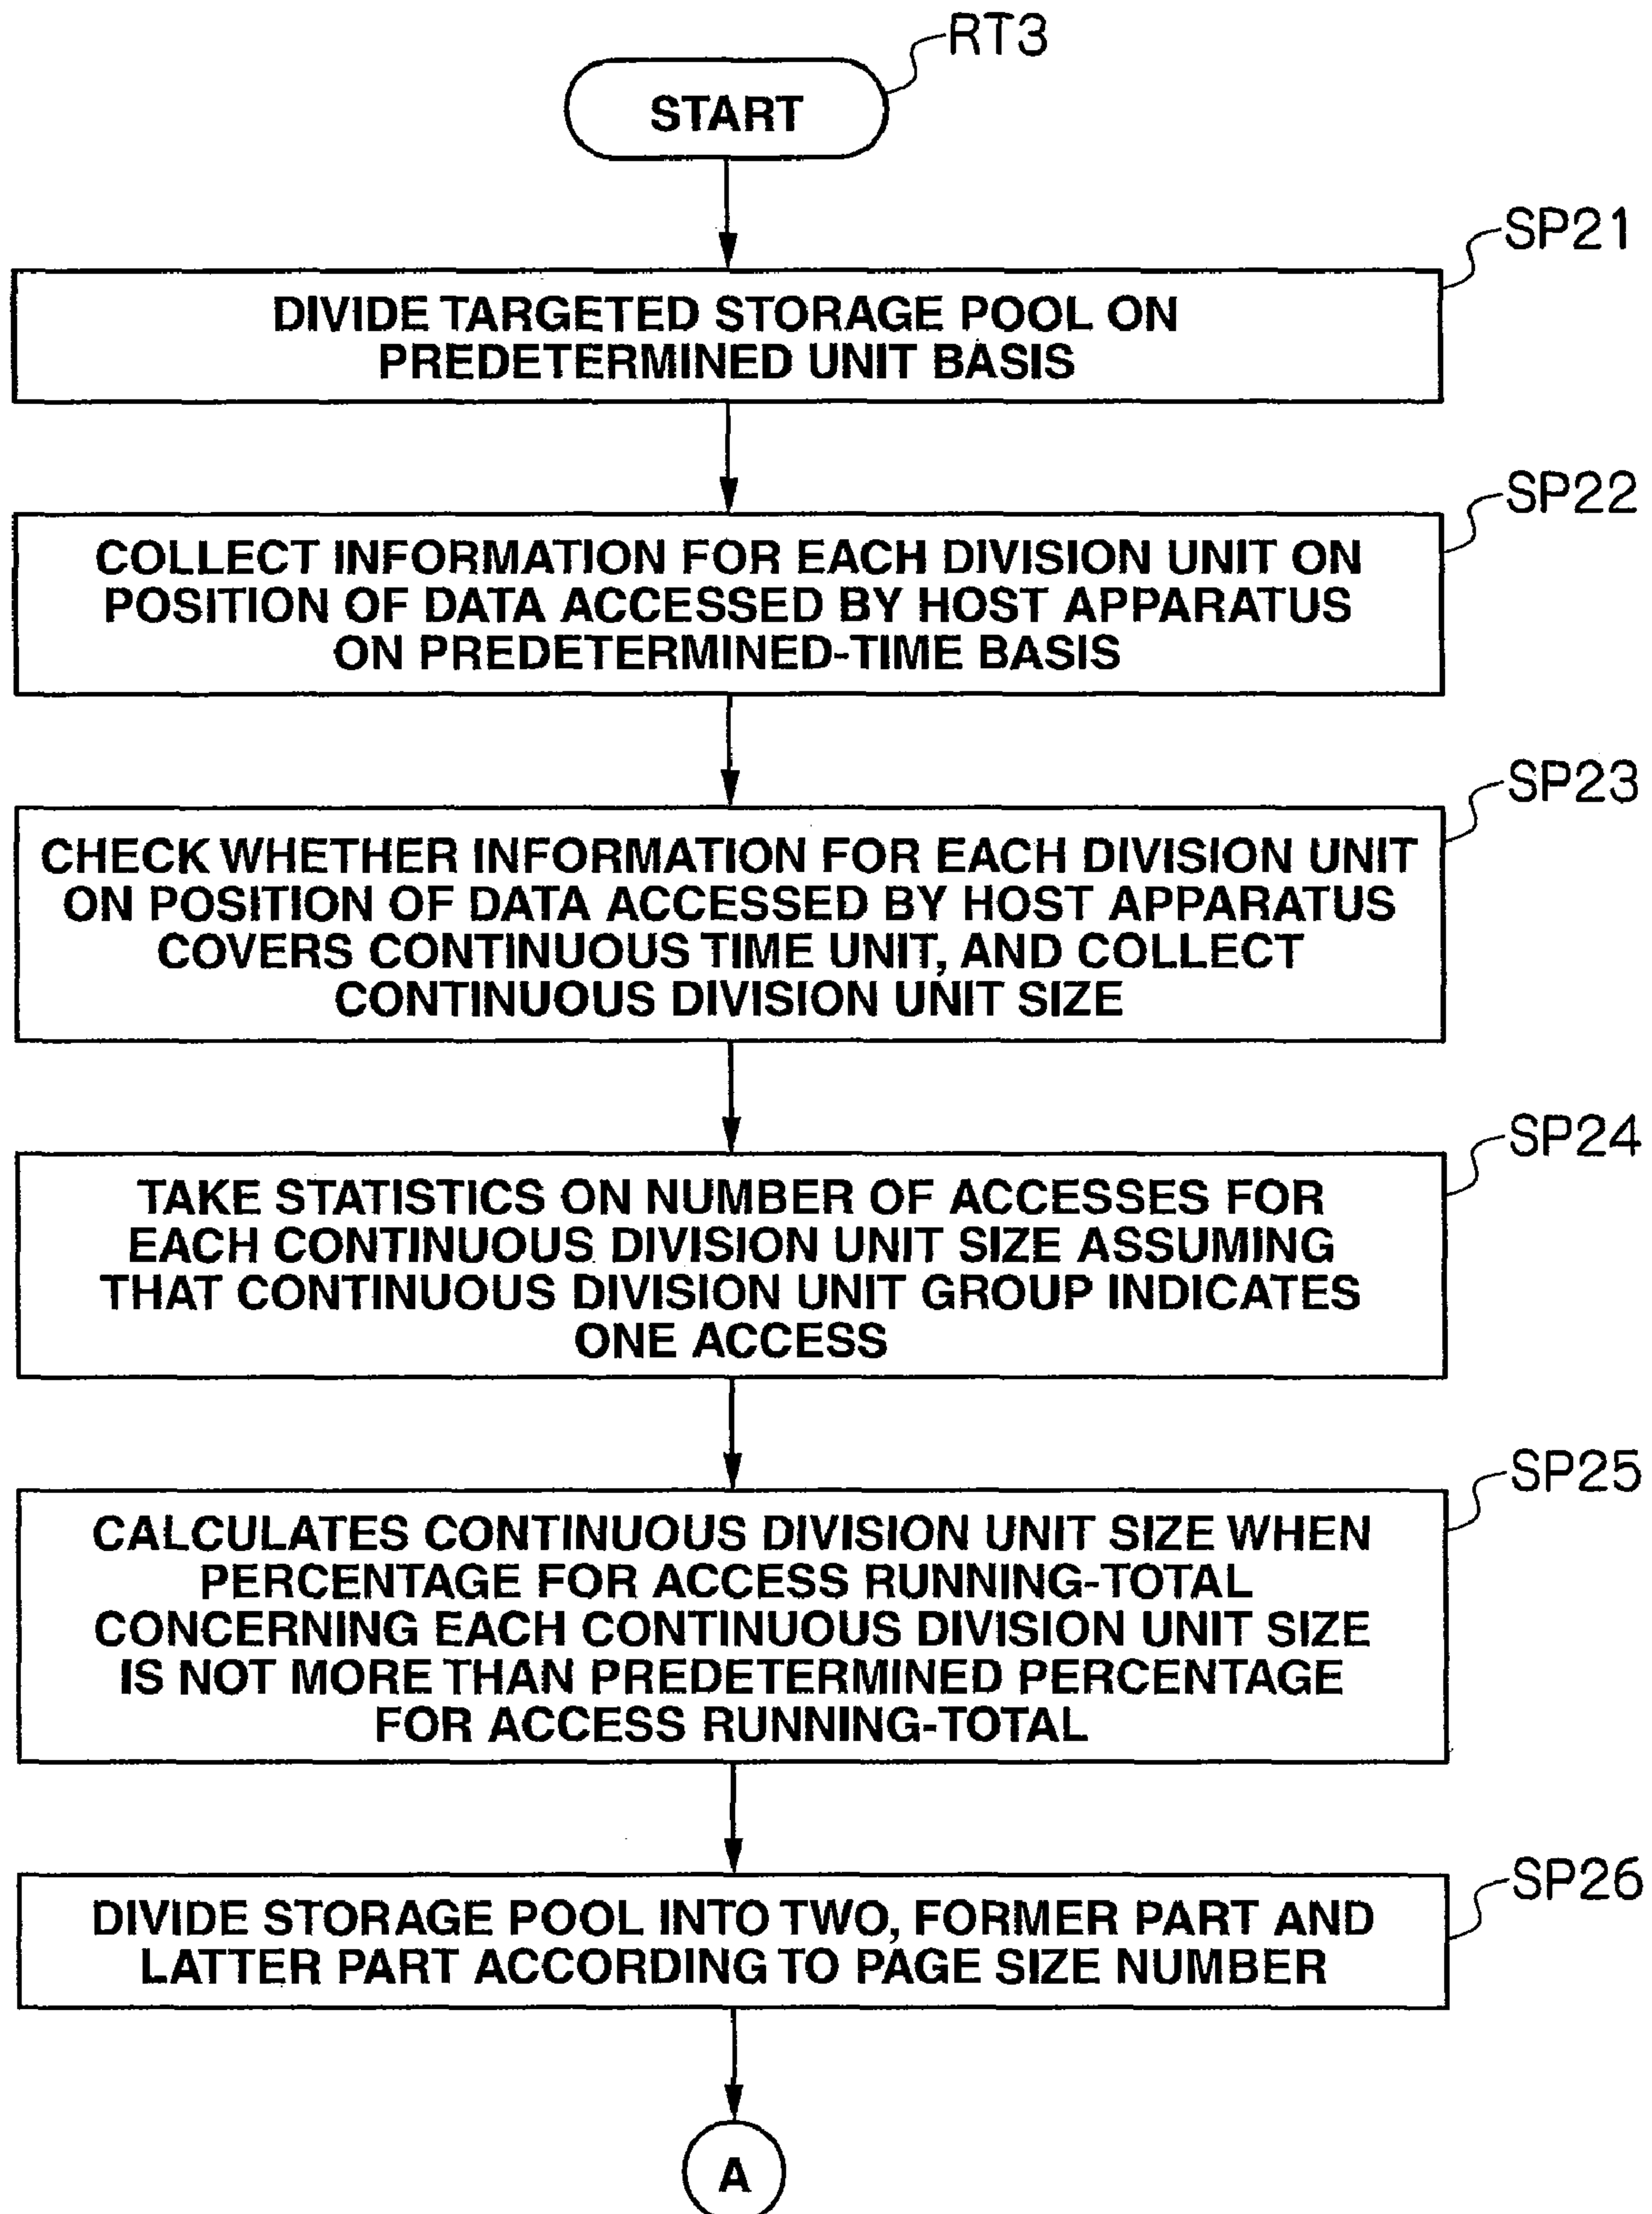 RT3
START
SP21
DIVIDE TARGETED STORAGE POOL ON
PREDETERMINED UNIT BASIS
SP22
COLLECT INFORMATION FOR EACH DIVISION UNIT ON
POSITION OF DATA ACCESSED BY HOST APPARATUS
ON PREDETERMINED-TIME BASIS
SP23
CHECK WHETHER INFORMATION FOR EACH DIVISION UNIT
ON POSITION OF DATA ACCESSED BY HOST APPARATUS
COVERS CONTINUOUS TIME UNIT, AND COLLECT
CONTINUOUS DIVISION UNIT SIZE
SP24
TAKE STATISTICS ON NUMBER OF ACCESSES FOR
EACH CONTINUOUS DIVISION UNIT SIZE ASSUMING
THAT CONTINUOUS DIVISION UNIT GROUP INDICATES
ONE ACCESS
SP25
CALCULATES CONTINUOUS DIVISION UNIT SIZE WHEN
PERCENTAGE FOR ACCESS RUNNING-TOTAL
CONCERNING EACH CONTINUOUS DIVISION UNIT SIZE
IS NOT MORE THAN PREDETERMINED PERCENTAGE
FOR ACCESS RUNNING-TOTAL
SP26
DIVIDE STORAGE POOL INTO TWO, FORMER PART AND
LATTER PART ACCORDING TO PAGE SIZE NUMBER
A